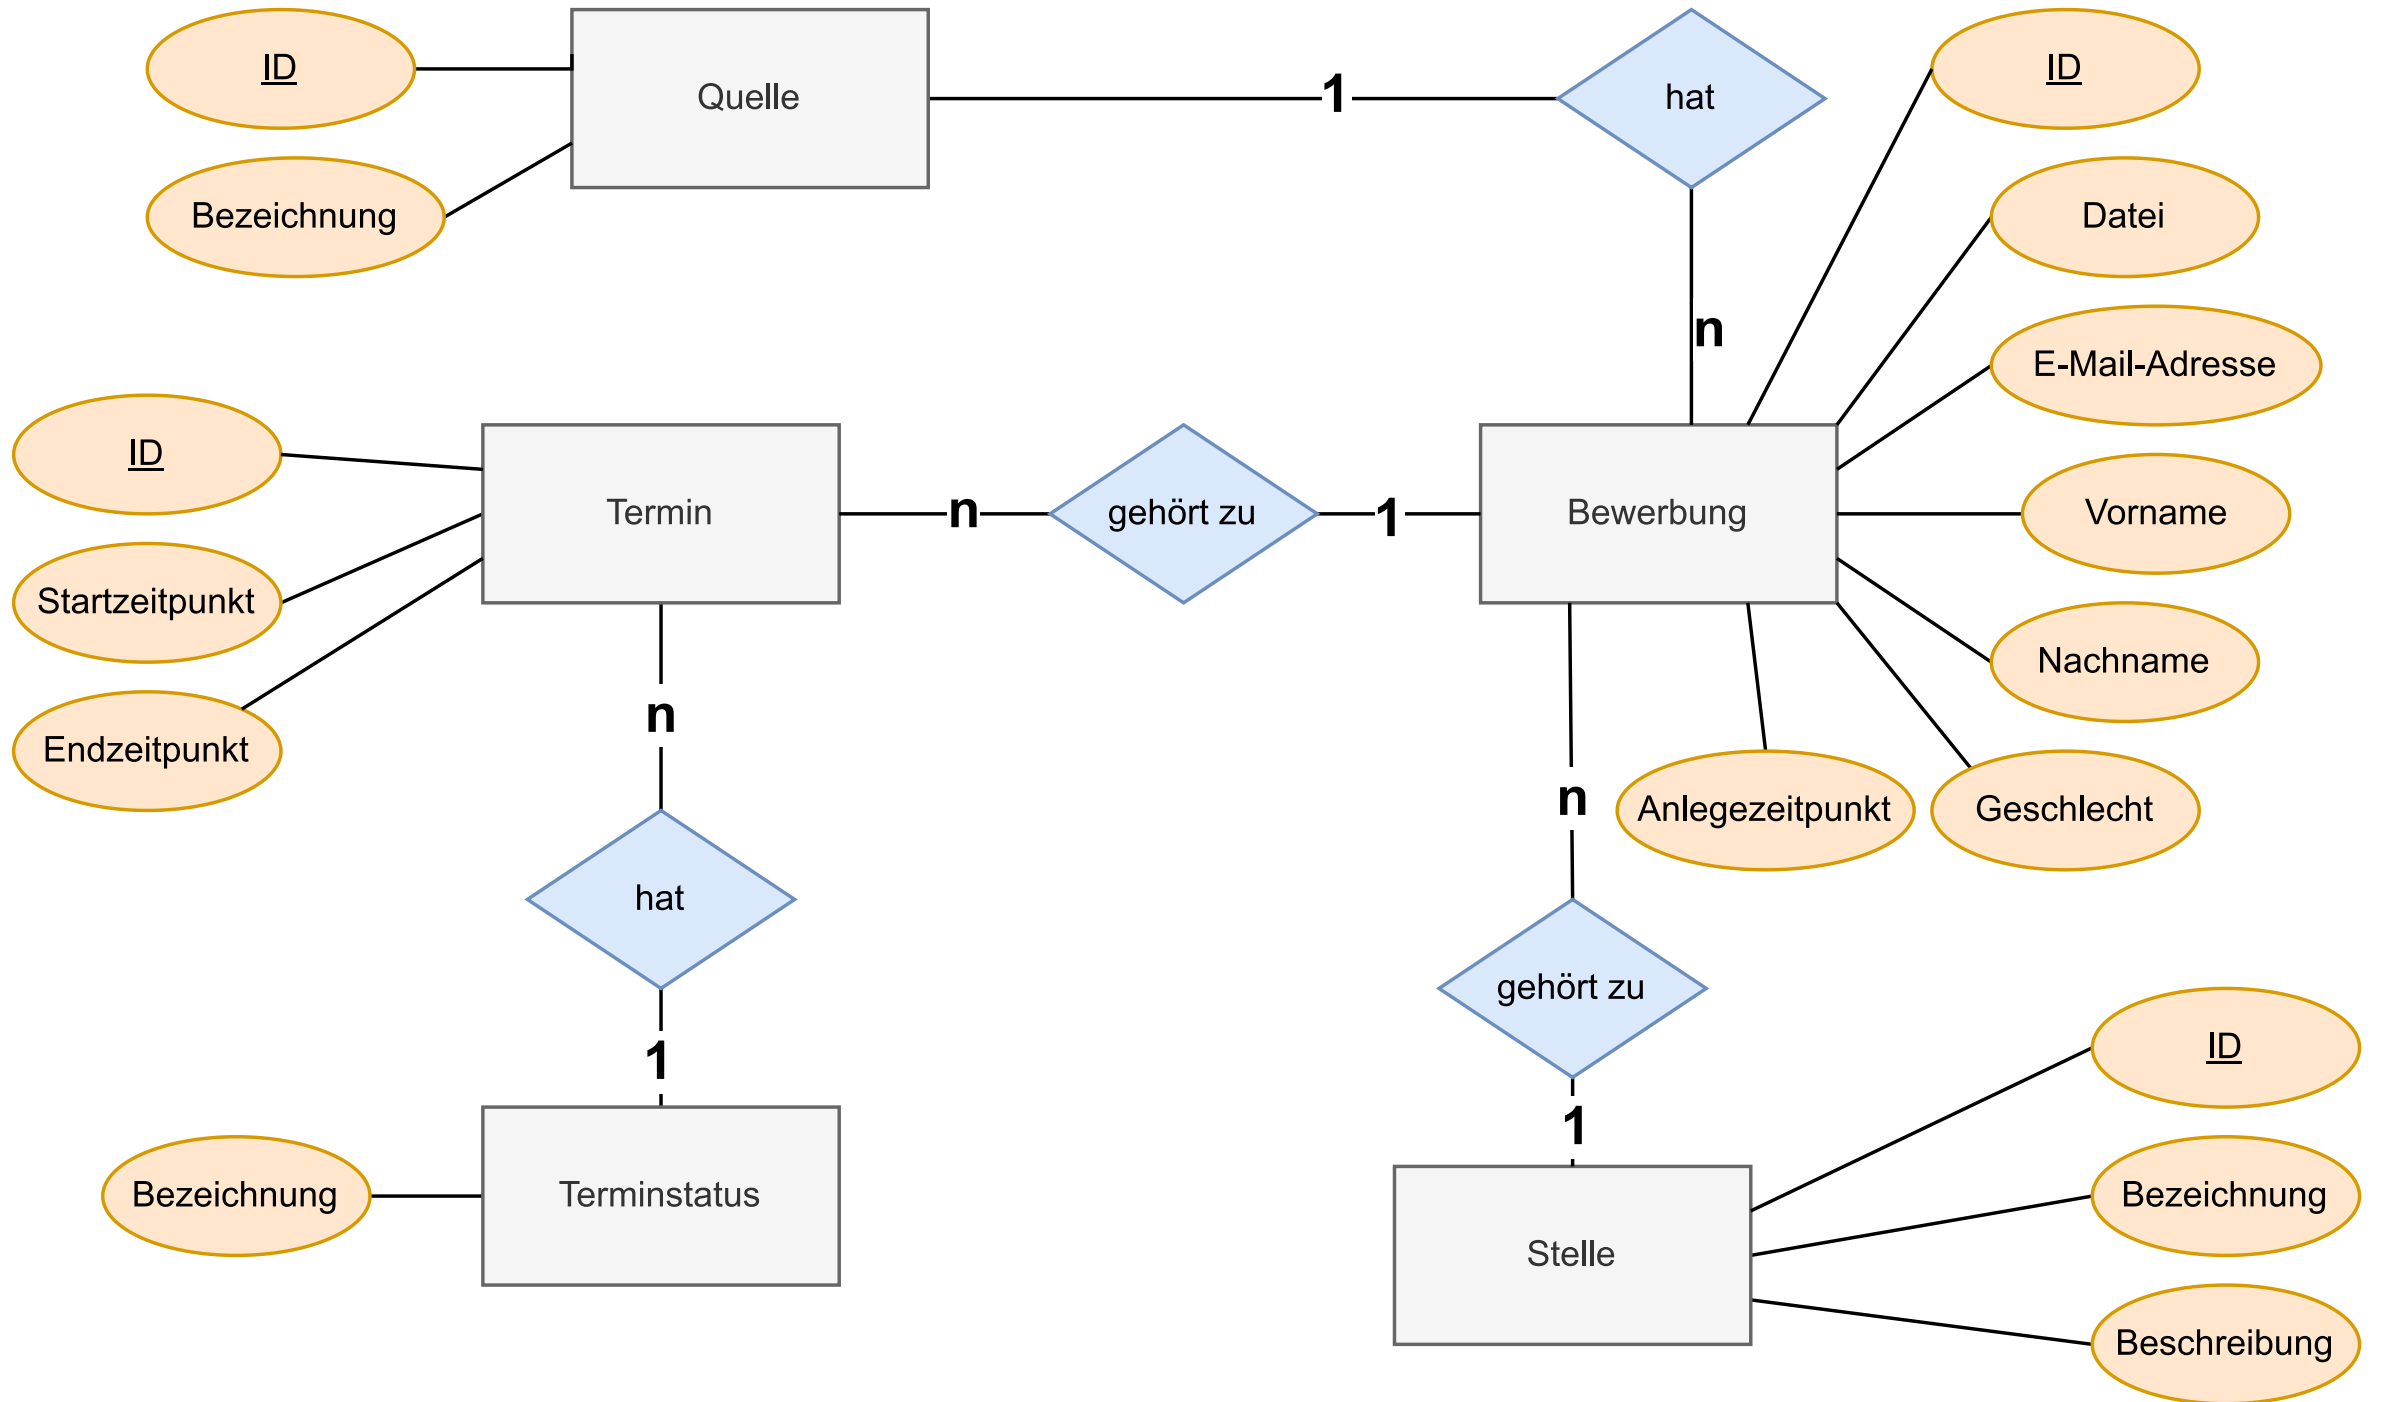 ID
Quelle
1
hat
ID
Bezeichnung
Datei
n
E-Mail-Adresse
ID
Termin
n
gehört zu
1
Bewerbung
Vorname
Startzeitpunkt
Nachname
Endzeitpunkt
n
n
Anlegezeitpunkt
Geschlecht
hat
gehört zu
1
ID
1
Bezeichnung
Terminstatus
Bezeichnung
Stelle
Beschreibung